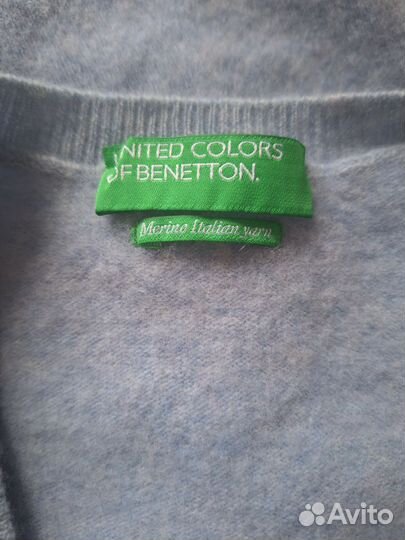 UNITED COLORS
OF BENETTON.
Merino Italian yarn
Avito